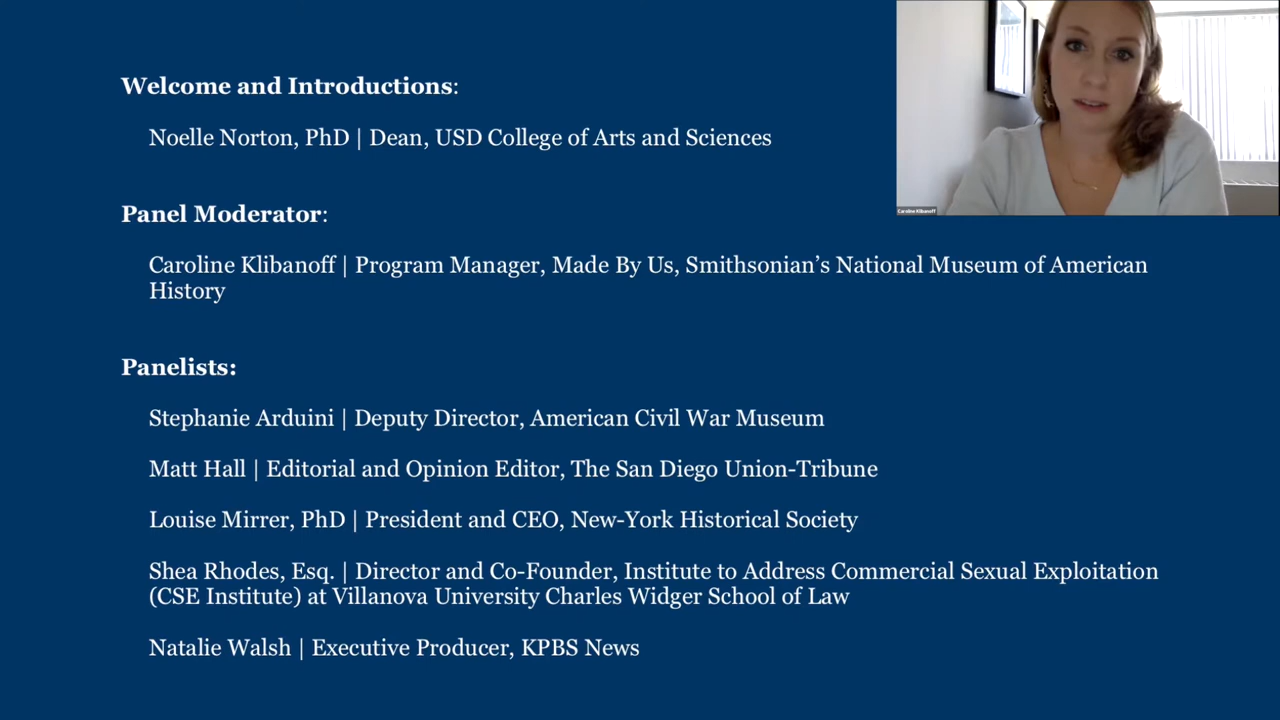 Caroline Klibanoff
Welcome and Introductions:
Noelle Norton, PhD | Dean, USD College of Arts and Sciences
Panel Moderator:
Caroline Klibanoff | Program Manager, Made By Us, Smithsonian’s National Museum of American
History
Panelists:
Stephanie Arduini | Deputy Director, American Civil War Museum
Matt Hall | Editorial and Opinion Editor, The San Diego Union-Tribune
Louise Mirrer, PhD | President and CEO, New-York Historical Society
Shea Rhodes, Esq. | Director and Co-Founder, Institute to Address Commercial Sexual Exploitation
(CSE Institute) at Villanova University Charles Widger School of Law
Natalie Walsh | Executive Producer, KPBS News